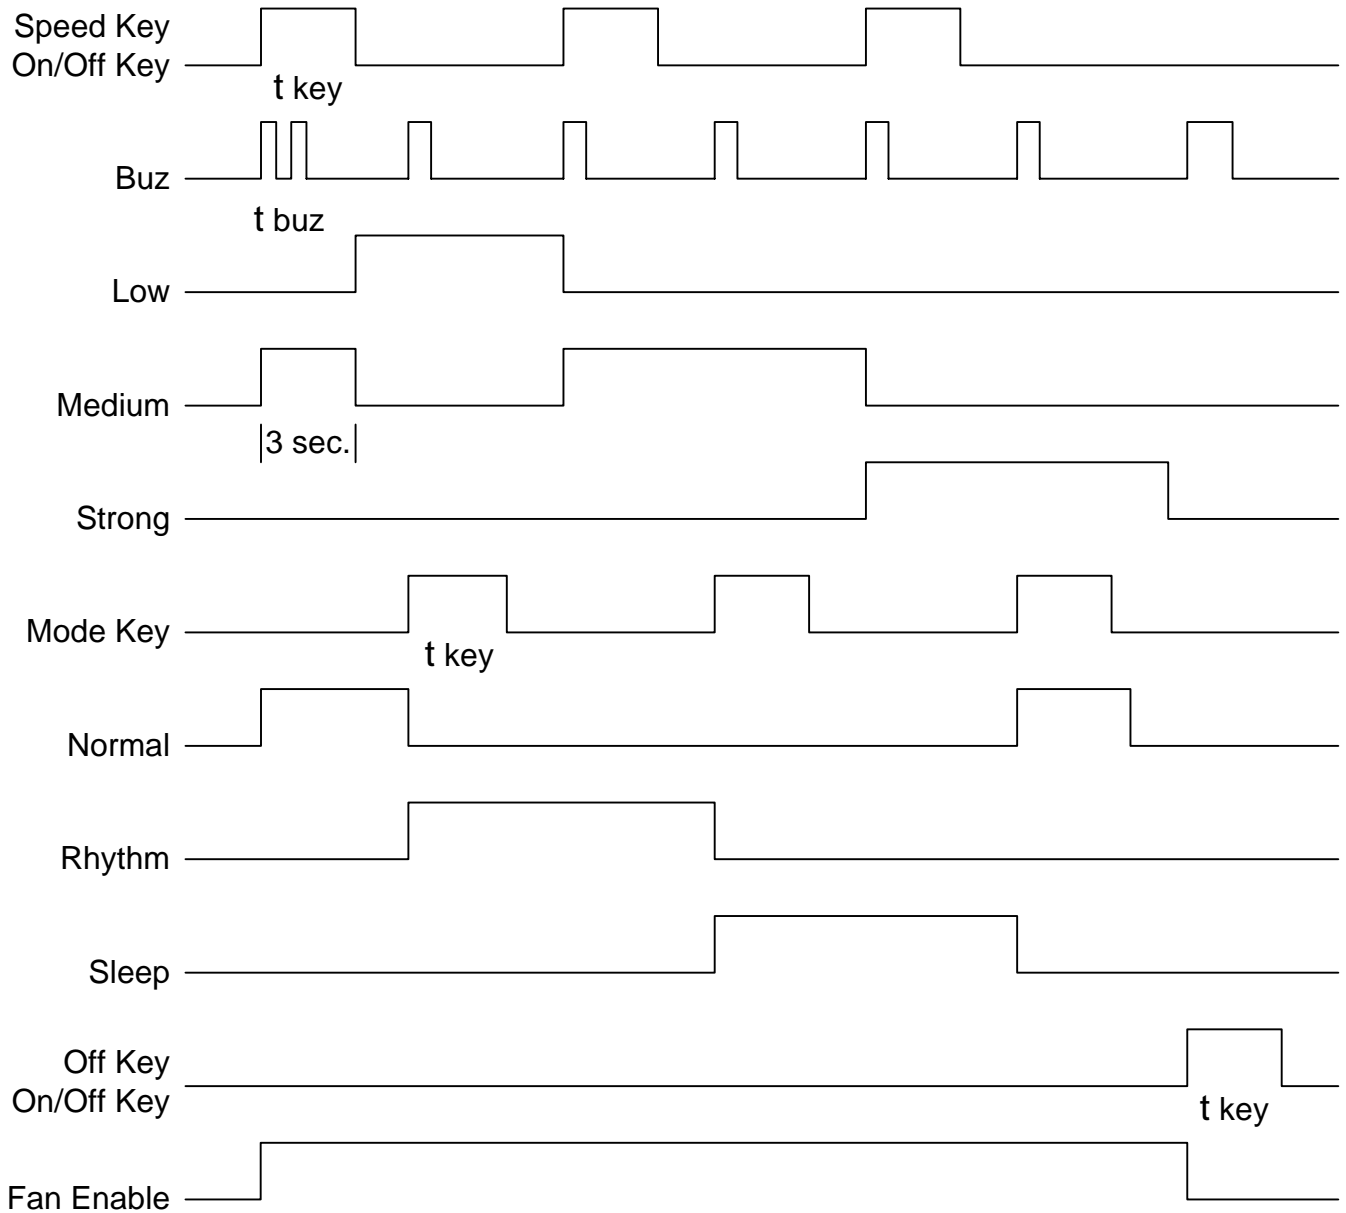 Speed Key
On/Off Key
t key
Buz
t buz
Low
Medium
3 sec.
Strong
Mode Key
t key
Normal
Rhythm
Sleep
Off Key
On/Off Key
t key
Fan Enable